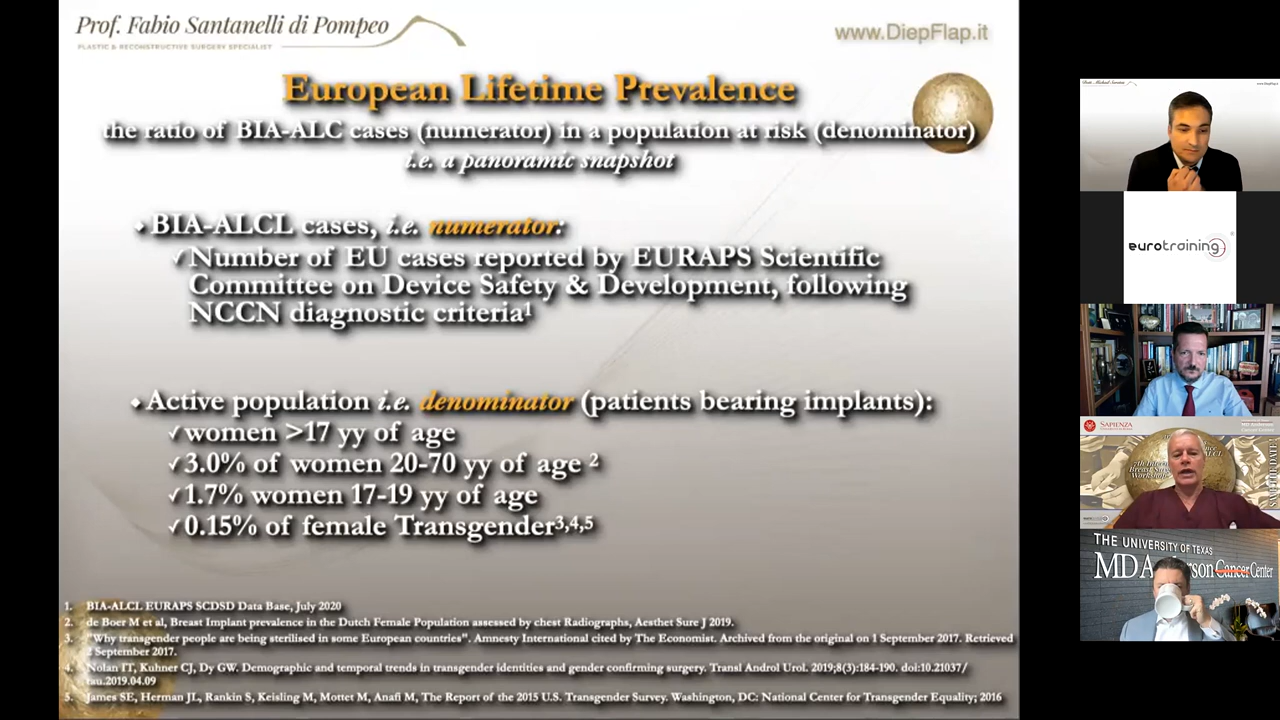 Prof. Fabio Santanelli di Pompeo
PLASTIC & RECONSTRUCTIVE SURGERY SPECIALIST
www.DiepFlap.it
European Lifetime Prevalence
the ratio of BIA-ALC cases (numerator) in a population at risk (denominator)
i.e. a panoramic snapshot
BIA-ALCL cases, i.e. numerator:
✓Number of EU cases reported by EURAPS Scientific
Committee on Device Safety & Development, following
NCCN diagnostic criteria¹
Active population i.e. denominator (patients bearing implants):
✓women >17 yy of age
✓3.0% of women 20-70 yy of age ²
✓1.7% women 17-19 yy of age
✓0.15% of female Transgender³,⁴,⁵
1. BIA-ALCL EURAPS SCDSD Data Base, July 2020
2. de Boer M et al, Breast Implant prevalence in the Dutch Female Population assessed by chest Radiographs, Aesthet Sure J 2019.
3. "Why transgender people are being sterilised in some European countries". Amnesty International cited by The Economist. Archived from the original on 1 September 2017. Retrieved
2 September 2017.
4. Nolan IT, Kuhner CJ, Dy GW. Demographic and temporal trends in transgender identities and gender confirming surgery. Transl Androl Urol. 2019;8(3):184-190. doi:10.21037/
tau.2019.04.09
5. James SE, Herman JL, Rankin S, Keisling M, Mottet M, Anafi M, The Report of the 2015 U.S. Transgender Survey. Washington, DC: National Center for Transgender Equality; 2016
eurotraining
SAPIENZA
THE UNIVERSITY OF TEXAS
Cancer Center